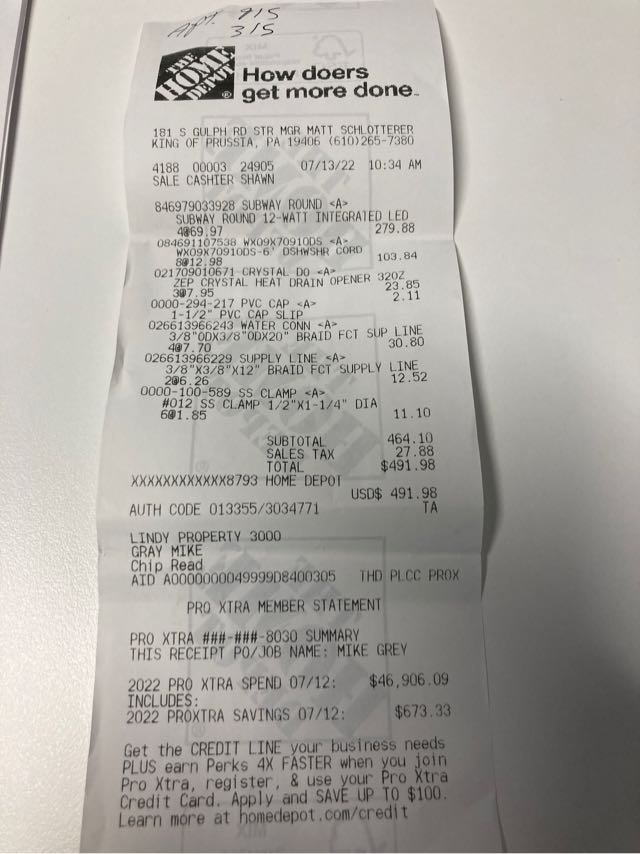 Apt. 915
315
THE HOME DEPOT
How doers
get more done.
181 S GULPH RD STR MGR MATT SCHLOTTERER
KING OF PRUSSIA, PA 19406 (610)265-7380
4188 00003 24905 07/13/22 10:34 AM
SALE CASHIER SHAWN
846979033928 SUBWAY ROUND <A>
SUBWAY ROUND 12-WATT INTEGRATED LED
4@69.97 279.88
084691107538 WX09X70910DS <A>
WX09X70910DS-6' DSHWSHR CORD
8@12.98 103.84
021709010671 CRYSTAL DO <A>
ZEP CRYSTAL HEAT DRAIN OPENER 32OZ
3@7.95 23.85
0000-294-217 PVC CAP <A> 2.11
1-1/2" PVC CAP SLIP
026613966243 WATER CONN <A>
3/8"ODX3/8"ODX20" BRAID FCT SUP LINE
4@7.70 30.80
026613966229 SUPPLY LINE <A>
3/8"X3/8"X12" BRAID FCT SUPPLY LINE
2@6.26 12.52
0000-100-589 SS CLAMP <A>
#012 SS CLAMP 1/2"X1-1/4" DIA
6@1.85 11.10
SUBTOTAL 464.10
SALES TAX 27.88
TOTAL $491.98
XXXXXXXXXXXX8793 HOME DEPOT
USD$ 491.98
AUTH CODE 013355/3034771 TA
LINDY PROPERTY 3000
GRAY MIKE
Chip Read
AID A0000000049999D8400305 THD PLCC PROX
PRO XTRA MEMBER STATEMENT
PRO XTRA ###-###-8030 SUMMARY
THIS RECEIPT PO/JOB NAME: MIKE GREY
2022 PRO XTRA SPEND 07/12: $46,906.09
INCLUDES:
2022 PROXTRA SAVINGS 07/12: $673.33
Get the CREDIT LINE your business needs
PLUS earn Perks 4X FASTER when you join
Pro Xtra, register, & use your Pro Xtra
Credit Card. Apply and SAVE UP TO $100.
Learn more at homedepot.com/credit